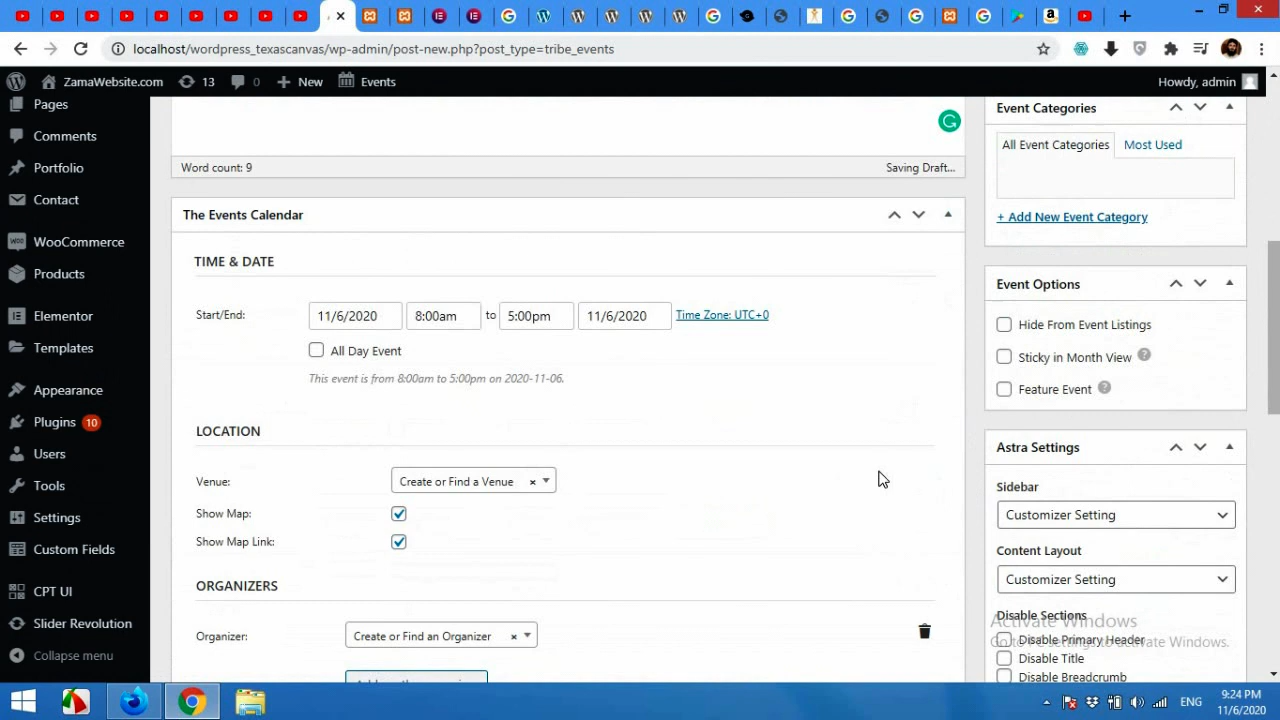 localhost/wordpress_texascanvas/wp-admin/post-new.php?post_type=tribe_events
ZamaWebsite.com 13 0 New Events
Howdy, admin
Pages
Comments
Portfolio
Contact
WooCommerce
Products
Elementor
Templates
Appearance
Plugins 10
Users
Tools
Settings
Custom Fields
CPT UI
Slider Revolution
Collapse menu
Word count: 9
Saving Draft...
The Events Calendar
TIME & DATE
Start/End: 11/6/2020 8:00am to 5:00pm 11/6/2020 Time Zone: UTC+0
All Day Event
This event is from 8:00am to 5:00pm on 2020-11-06.
LOCATION
Venue: Create or Find a Venue × 
Show Map:
Show Map Link:
ORGANIZERS
Organizer: Create or Find an Organizer ×
Event Categories
All Event Categories Most Used
+ Add New Event Category
Event Options
Hide From Event Listings
Sticky in Month View ?
Feature Event ?
Astra Settings
Sidebar
Customizer Setting
Content Layout
Customizer Setting
Disable Sections
Activate Windows
Go to PC settings to activate Windows.
Disable Primary Header
Disable Title
Disable Breadcrumb
ENG
9:24 PM
11/6/2020